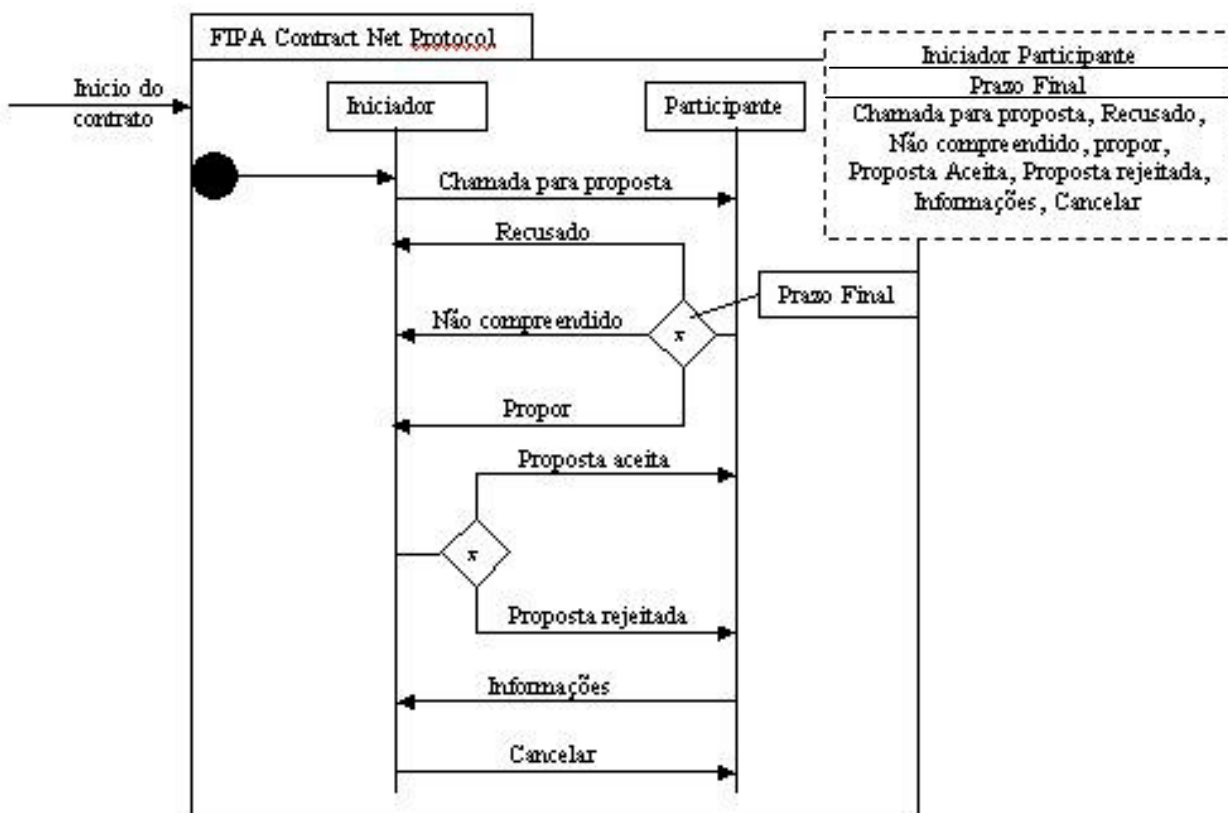 FIPA Contract Net Protocol
Inicio do
contrato
Iniciador
Participante
Iniciador Participante
Prazo Final
Chamada para proposta, Recusado,
Não compreendido, propor,
Proposta Aceita, Proposta rejeitada,
Informações, Cancelar
Chamada para proposta
Recusado
Prazo Final
Não compreendido
x
Propor
Proposta aceita
x
Proposta rejeitada
Informações
Cancelar